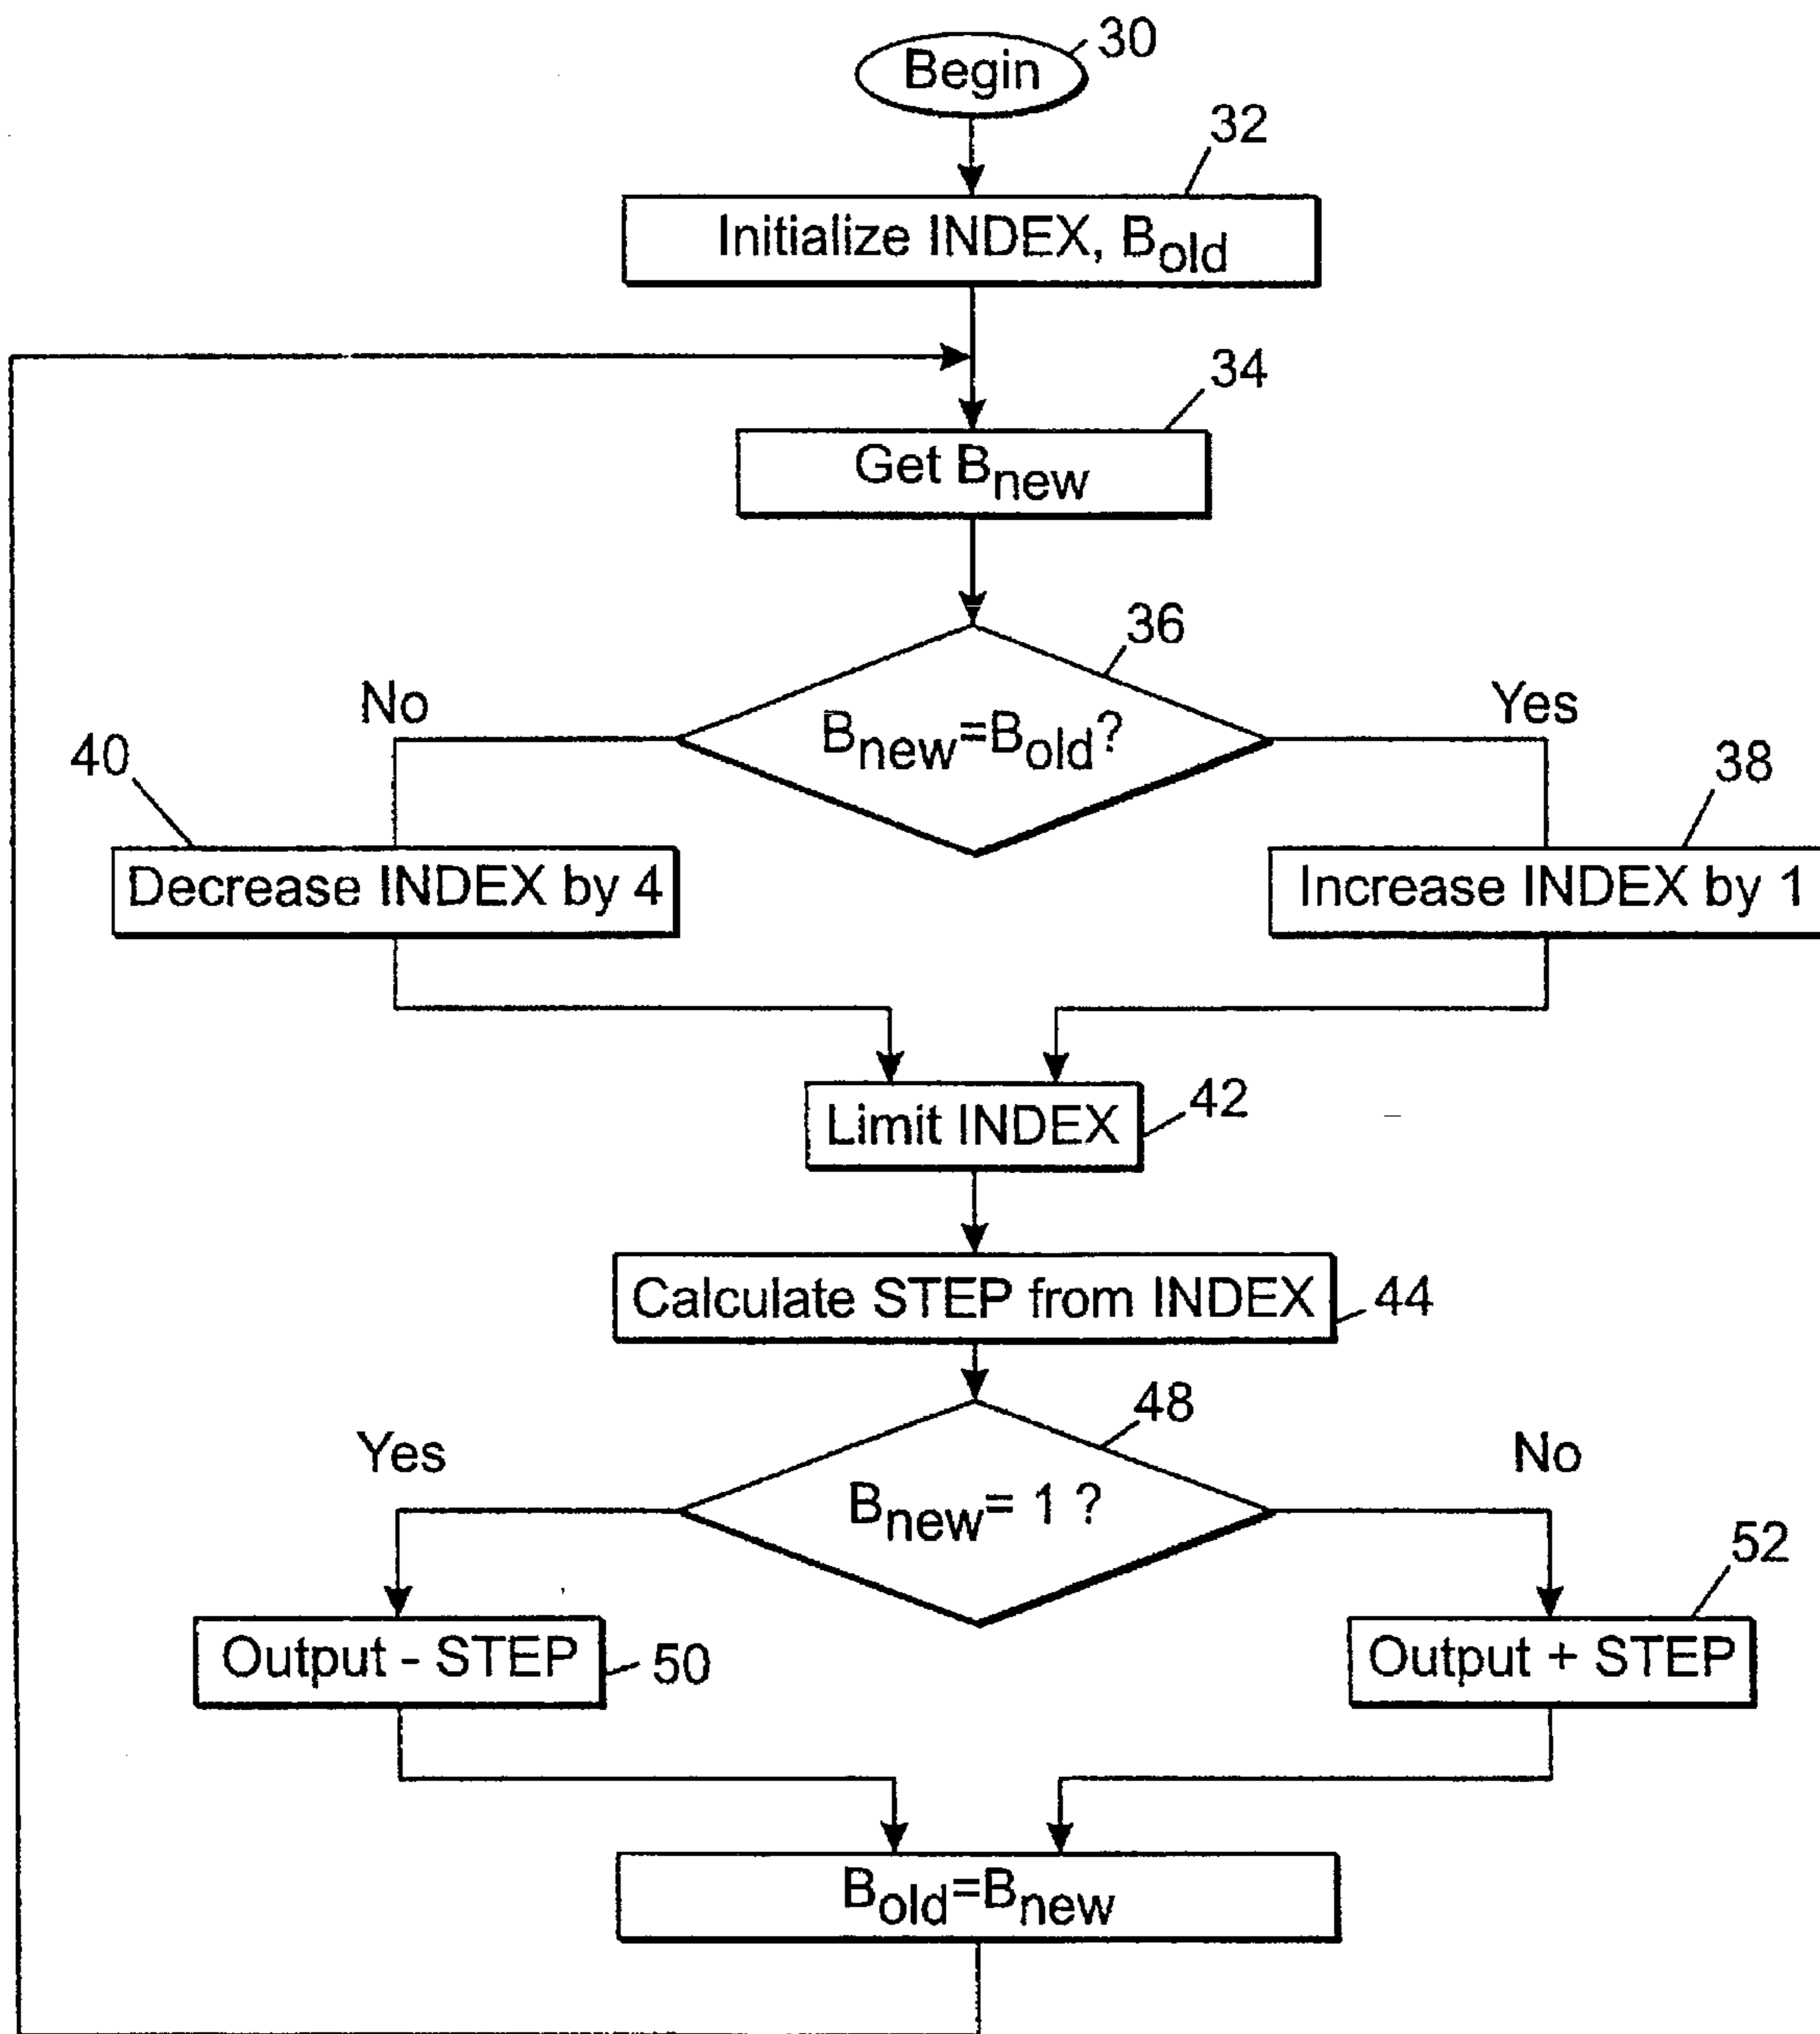 Begin
30
32
Initialize INDEX, Bold
34
Get Bnew
36
No
Yes
Bnew=Bold?
40
38
Decrease INDEX by 4
Increase INDEX by 1
42
Limit INDEX
Calculate STEP from INDEX
44
48
Yes
No
Bnew= 1 ?
52
Output - STEP
50
Output + STEP
Bold=Bnew